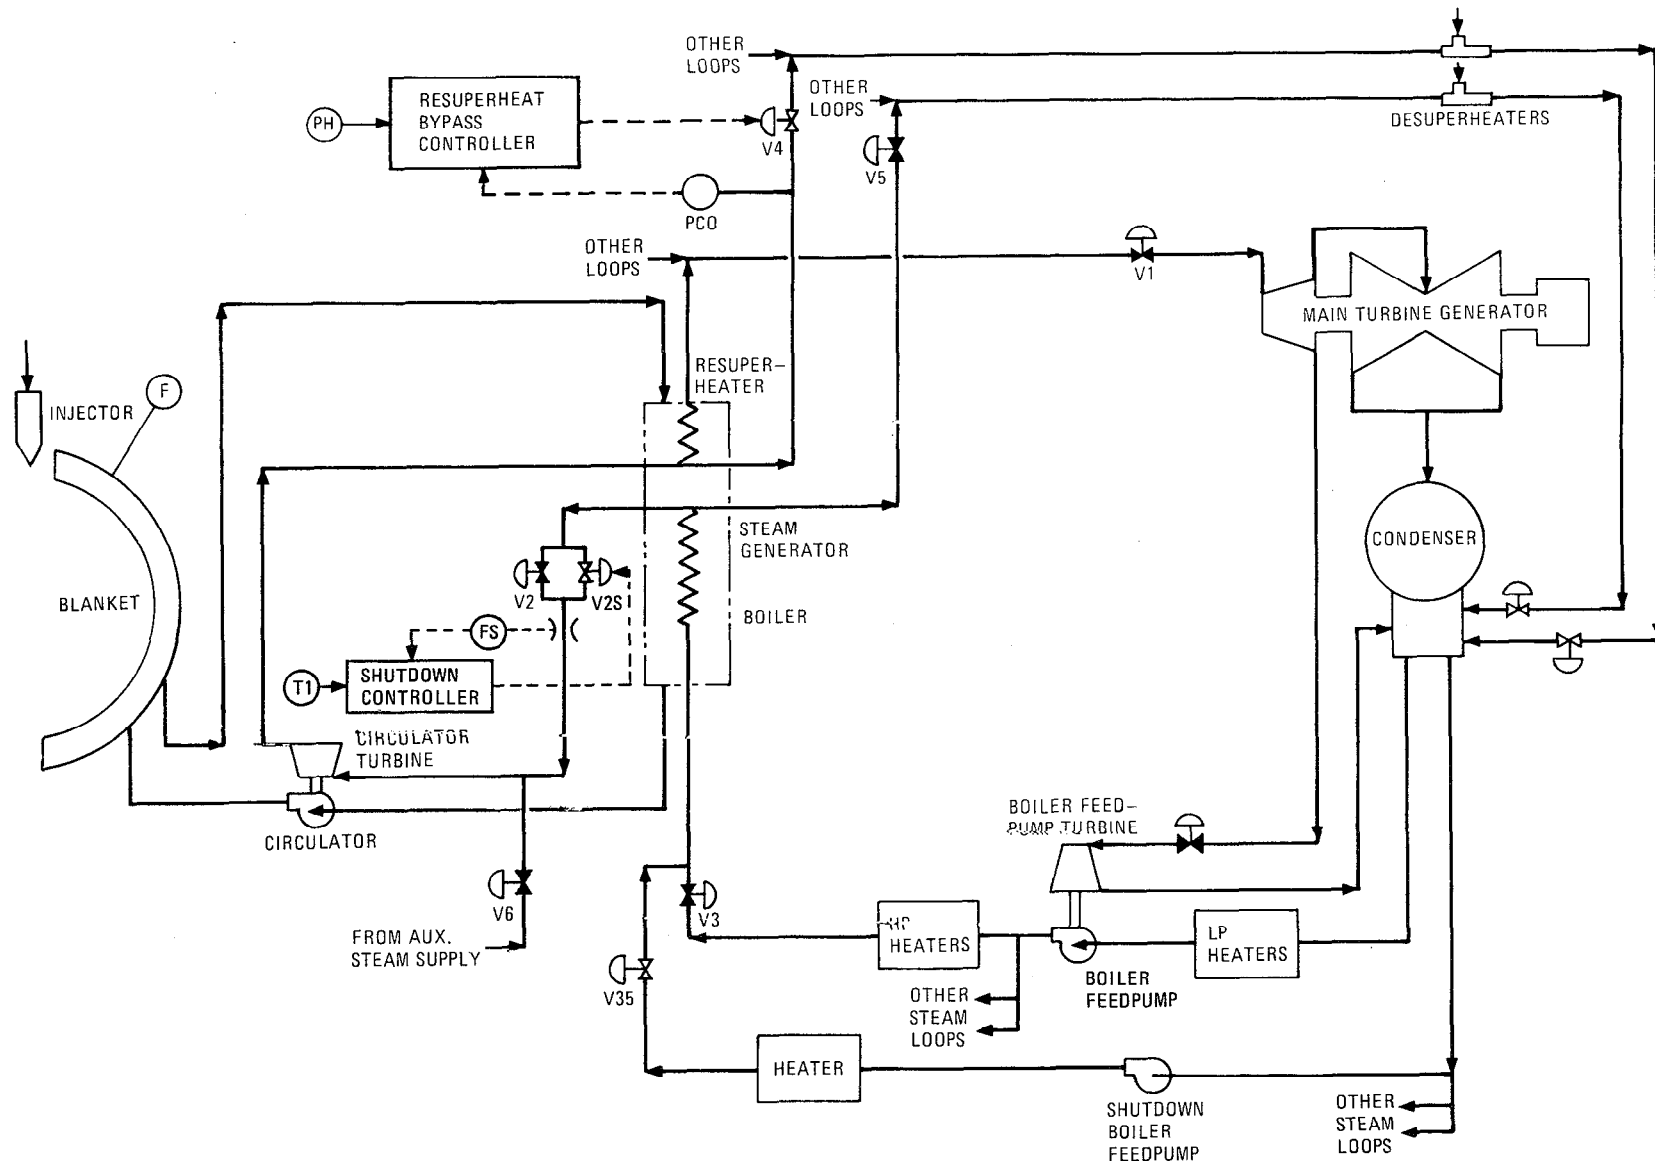 OTHER
LOOPS
RESUPERHEAT
BYPASS
CONTROLLER
PH
V4
OTHER
LOOPS
V5
DESUPERHEATERS
PCO
OTHER
LOOPS
V1
MAIN TURBINE GENERATOR
RESUPER-
HEATER
INJECTOR
F
STEAM
GENERATOR
CONDENSER
BLANKET
V2
V2S
BOILER
FS
T1
SHUTDOWN
CONTROLLER
CIRCULATOR
TURBINE
CIRCULATOR
BOILER FEED-
PUMP TURBINE
V6
V3
FROM AUX.
STEAM SUPPLY
HP
HEATERS
LP
HEATERS
V35
BOILER
FEEDPUMP
OTHER
STEAM
LOOPS
HEATER
SHUTDOWN
BOILER
FEEDPUMP
OTHER
STEAM
LOOPS